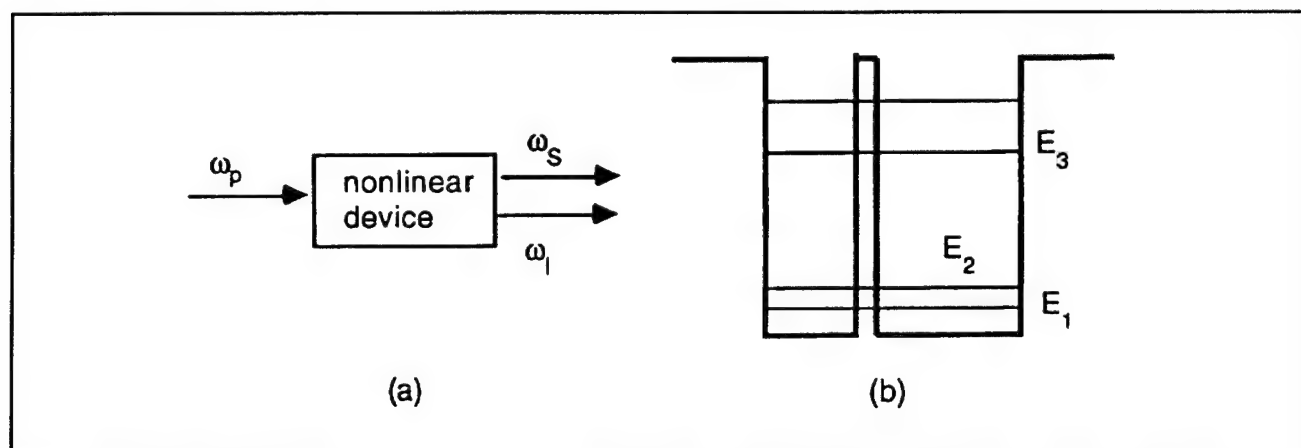 ω_p
nonlinear
device
ω_S
ω_I
(a)
E_3
E_2
E_1
(b)